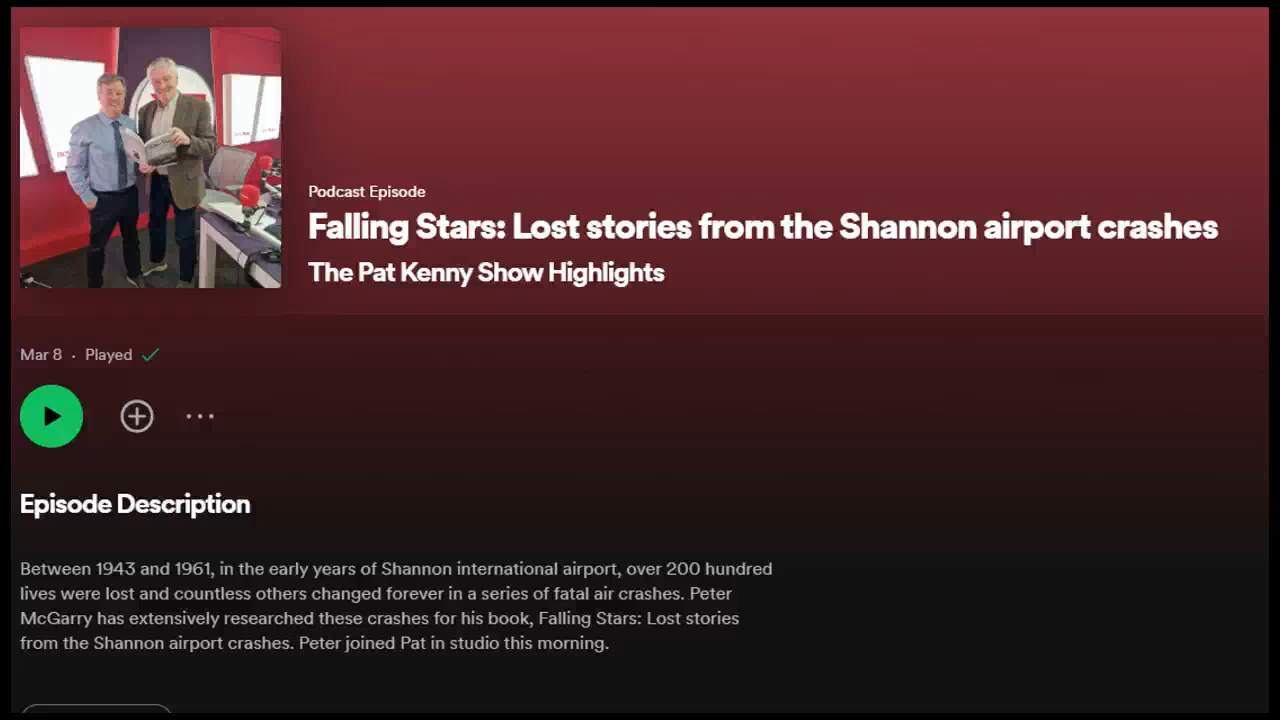 Podcast Episode
Falling Stars: Lost stories from the Shannon airport crashes
The Pat Kenny Show Highlights
Mar 8 · Played
Episode Description
Between 1943 and 1961, in the early years of Shannon international airport, over 200 hundred
lives were lost and countless others changed forever in a series of fatal air crashes. Peter
McGarry has extensively researched these crashes for his book, Falling Stars: Lost stories
from the Shannon airport crashes. Peter joined Pat in studio this morning.